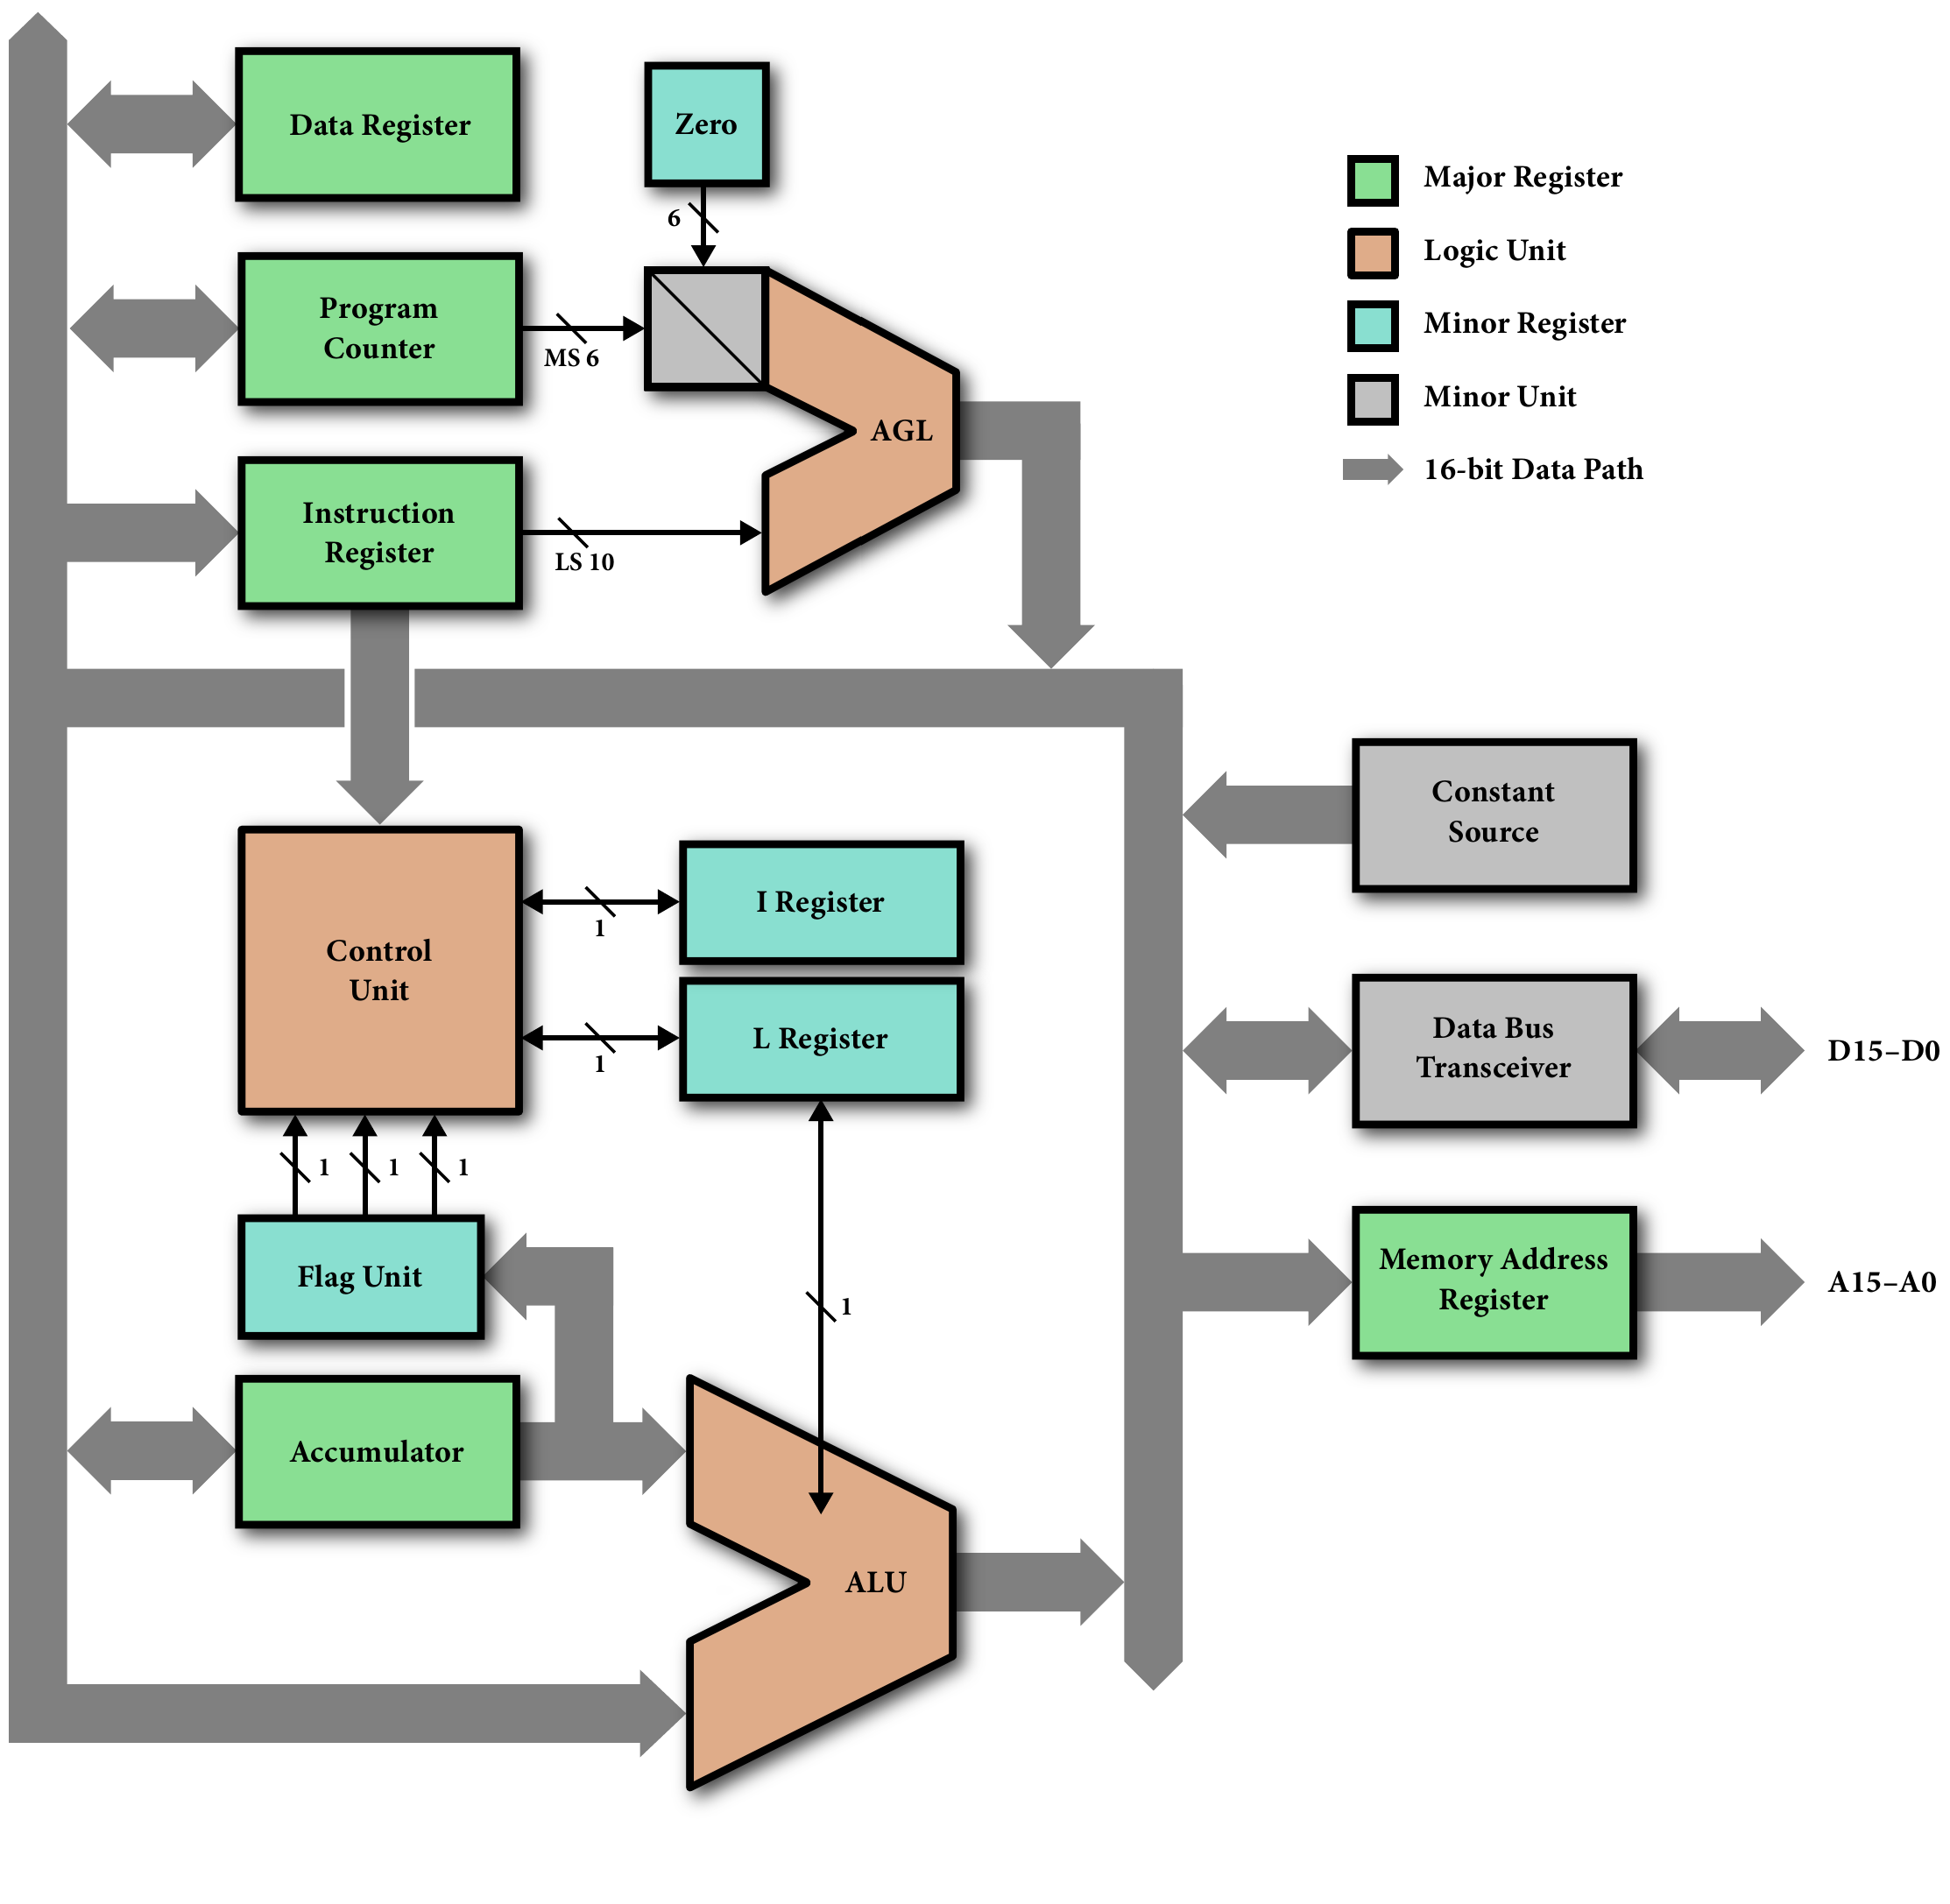 Data Register
Zero
6
Program
Counter
MS 6
AGL
Instruction
Register
LS 10
Major Register
Logic Unit
Minor Register
Minor Unit
16-bit Data Path
Control
Unit
I Register
1
L Register
1
1
1
1
Flag Unit
1
Accumulator
ALU
Constant
Source
Data Bus
Transceiver
D15–D0
Memory Address
Register
A15–A0